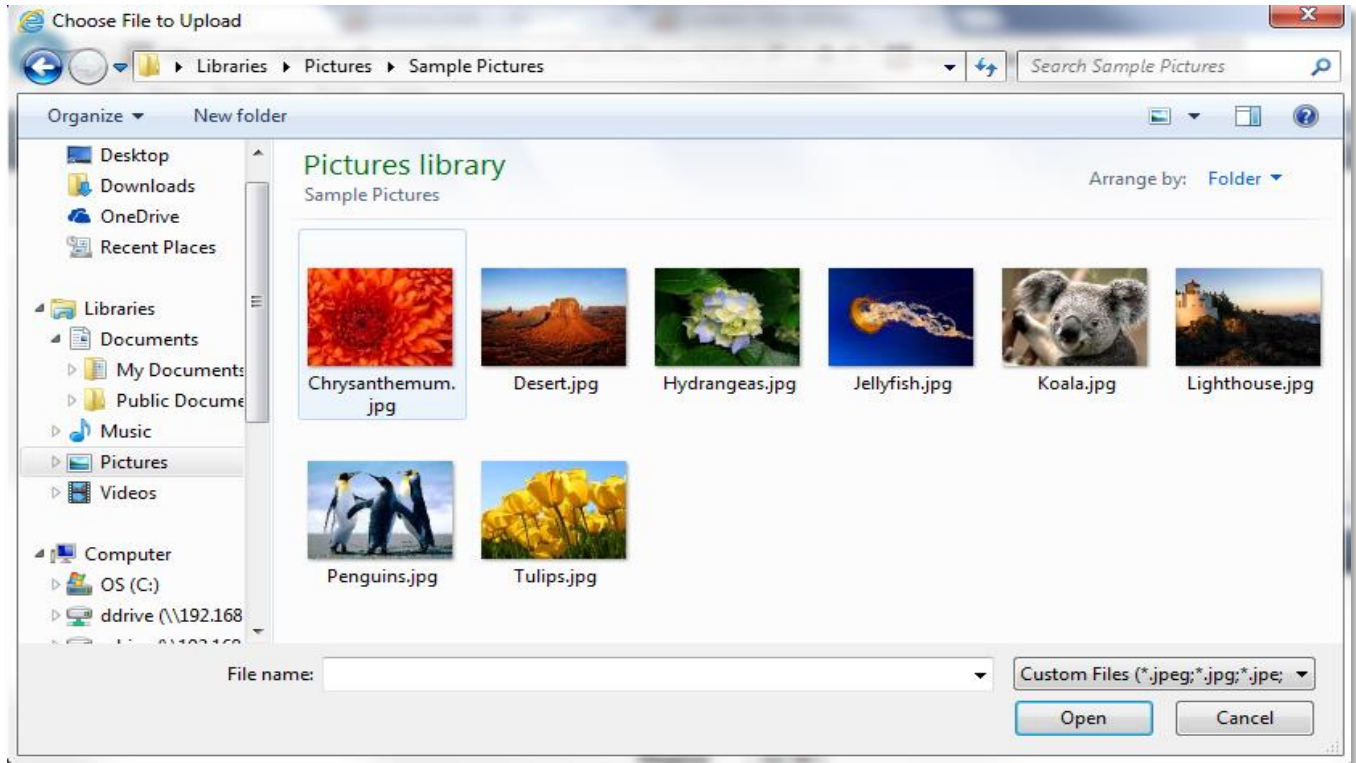 Choose File to Upload
Libraries ▸ Pictures ▸ Sample Pictures
Search Sample Pictures
Organize
New folder
Desktop
Downloads
OneDrive
Recent Places
Libraries
Documents
My Documents
Public Docume
Music
Pictures
Videos
Computer
OS (C:)
ddrive (\\192.168
Pictures library
Sample Pictures
Arrange by: Folder
Chrysanthemum.
jpg
Desert.jpg
Hydrangeas.jpg
Jellyfish.jpg
Koala.jpg
Lighthouse.jpg
Penguins.jpg
Tulips.jpg
File name:
Custom Files (*.jpeg;*.jpg;*.jpe;
Open
Cancel